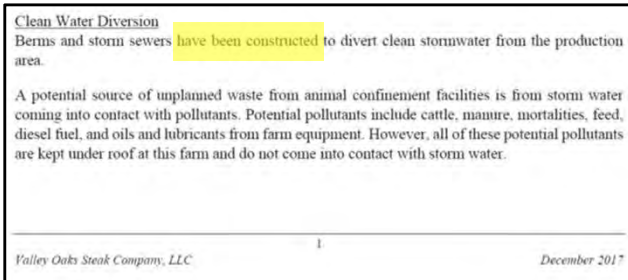 Clean Water Diversion
Berms and storm sewers have been constructed to divert clean stormwater from the production
area.
A potential source of unplanned waste from animal confinement facilities is from storm water
coming into contact with pollutants. Potential pollutants include cattle, manure, mortalities, feed,
diesel fuel, and oils and lubricants from farm equipment. However, all of these potential pollutants
are kept under roof at this farm and do not come into contact with storm water.
1
Valley Oaks Steak Company, LLC December 2017